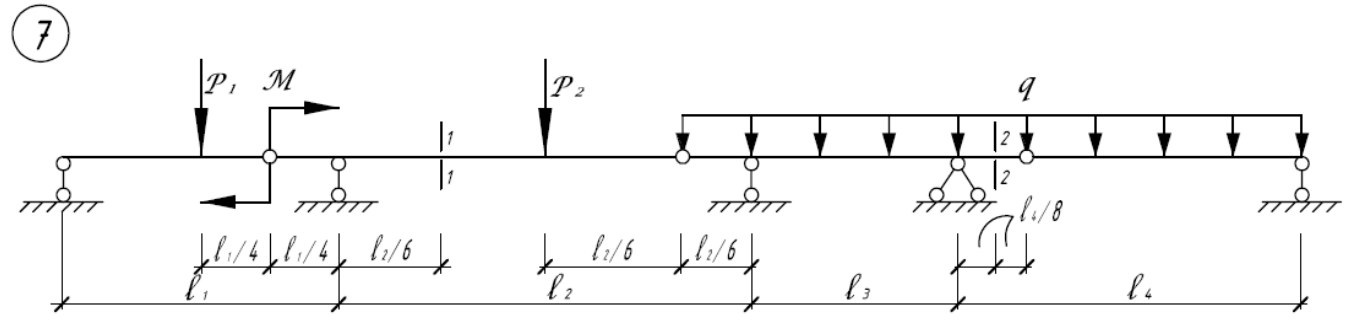 7
P₁ M P₂ q
1 2
1 2
l₄/8
l₁/4 l₁/4 l₂/6 l₂/6 l₂/6
l₁ l₂ l₃ l₄